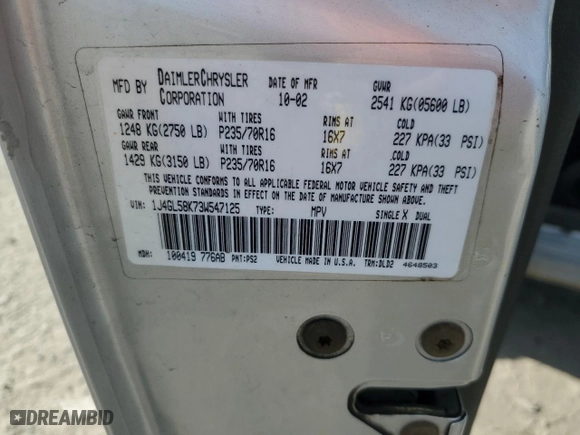 MFD BY DAIMLERCHRYSLER CORPORATION DATE OF MFR 10-02 GVWR 2541 KG(05600 LB)
GAWR FRONT WITH TIRES RIMS AT COLD
1248 KG(2750 LB) P235/70R16 16X7 227 KPA(33 PSI)
GAWR REAR WITH TIRES RIMS AT COLD
1429 KG(3150 LB) P235/70R16 16X7 227 KPA(33 PSI)
THIS VEHICLE CONFORMS TO ALL APPLICABLE FEDERAL MOTOR VEHICLE SAFETY AND THEFT
PREVENTION STANDARDS IN EFFECT ON THE DATE OF MANUFACTURE SHOWN ABOVE.
VIN: 1J4GL58K73W547125 TYPE: MPV SINGLE X DUAL
MDH: 100419 776AB PNT:PS2 VEHICLE MADE IN U.S.A. TRM:DLD2 4648503
DREAMBID